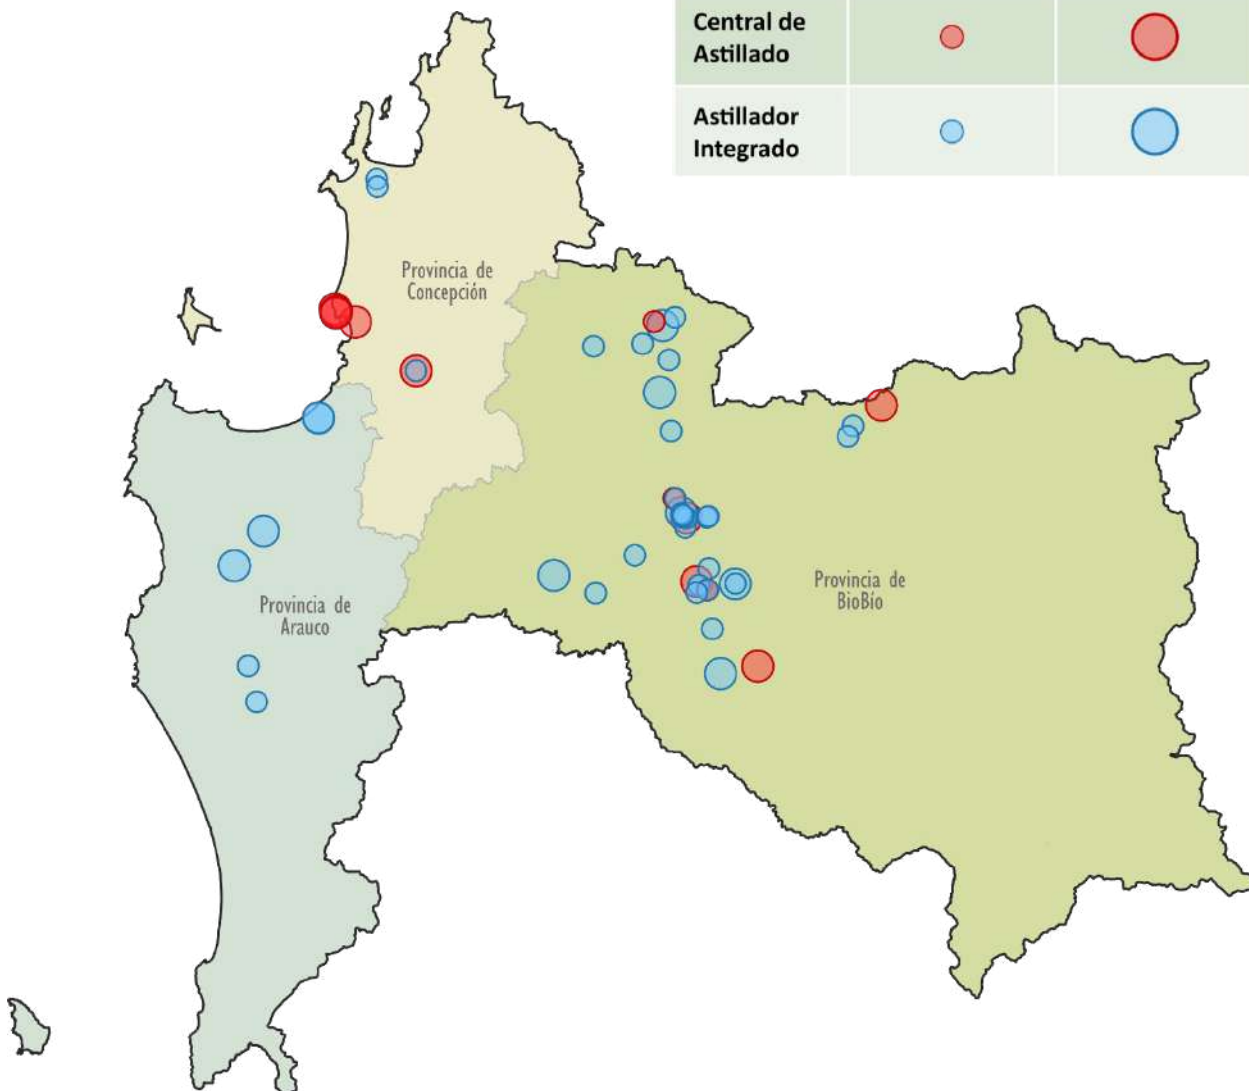 Central de
Astillado
Astillador
Integrado
Provincia de
Concepción
Provincia de
BioBío
Provincia de
Arauco